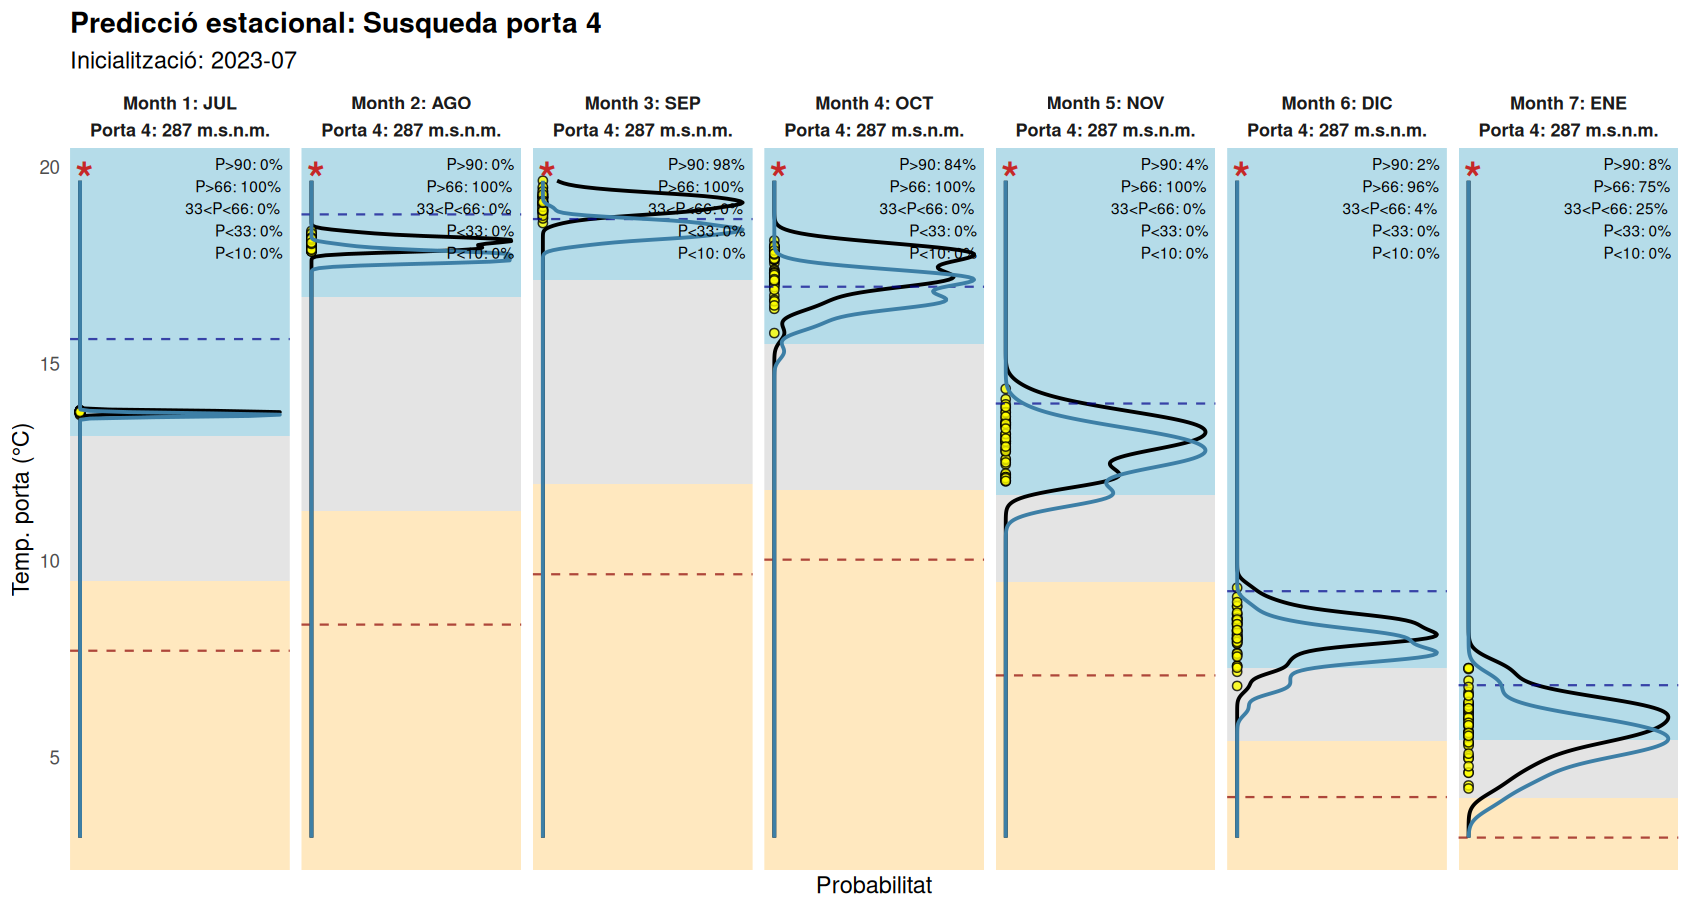 Predicció estacional: Susqueda porta 4
Inicialització: 2023-07
Month 1: JUL
Porta 4: 287 m.s.n.m.
Month 2: AGO
Porta 4: 287 m.s.n.m.
Month 3: SEP
Porta 4: 287 m.s.n.m.
Month 4: OCT
Porta 4: 287 m.s.n.m.
Month 5: NOV
Porta 4: 287 m.s.n.m.
Month 6: DIC
Porta 4: 287 m.s.n.m.
Month 7: ENE
Porta 4: 287 m.s.n.m.
Temp. porta (°C)
20
15
10
5
*
P>90: 0%
P>66: 100%
33<P<66: 0%
P<33: 0%
P<10: 0%
*
P>90: 0%
P>66: 100%
33<P<66: 0%
P<33: 0%
P<10: 0%
*
P>90: 98%
P>66: 100%
33<P<66: 0%
P<33: 0%
P<10: 0%
*
P>90: 84%
P>66: 100%
33<P<66: 0%
P<33: 0%
P<10: 0%
*
P>90: 4%
P>66: 100%
33<P<66: 0%
P<33: 0%
P<10: 0%
*
P>90: 2%
P>66: 96%
33<P<66: 4%
P<33: 0%
P<10: 0%
*
P>90: 8%
P>66: 75%
33<P<66: 25%
P<33: 0%
P<10: 0%
Probabilitat